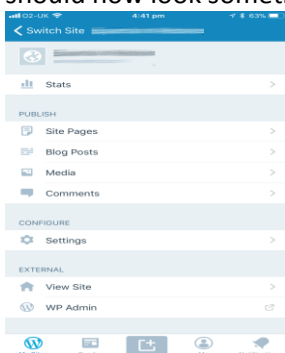 should now look somet
O2-UK 4:41 pm 63%
Switch Site
Stats
PUBLISH
Site Pages
Blog Posts
Media
Comments
CONFIGURE
Settings
EXTERNAL
View Site
WP Admin